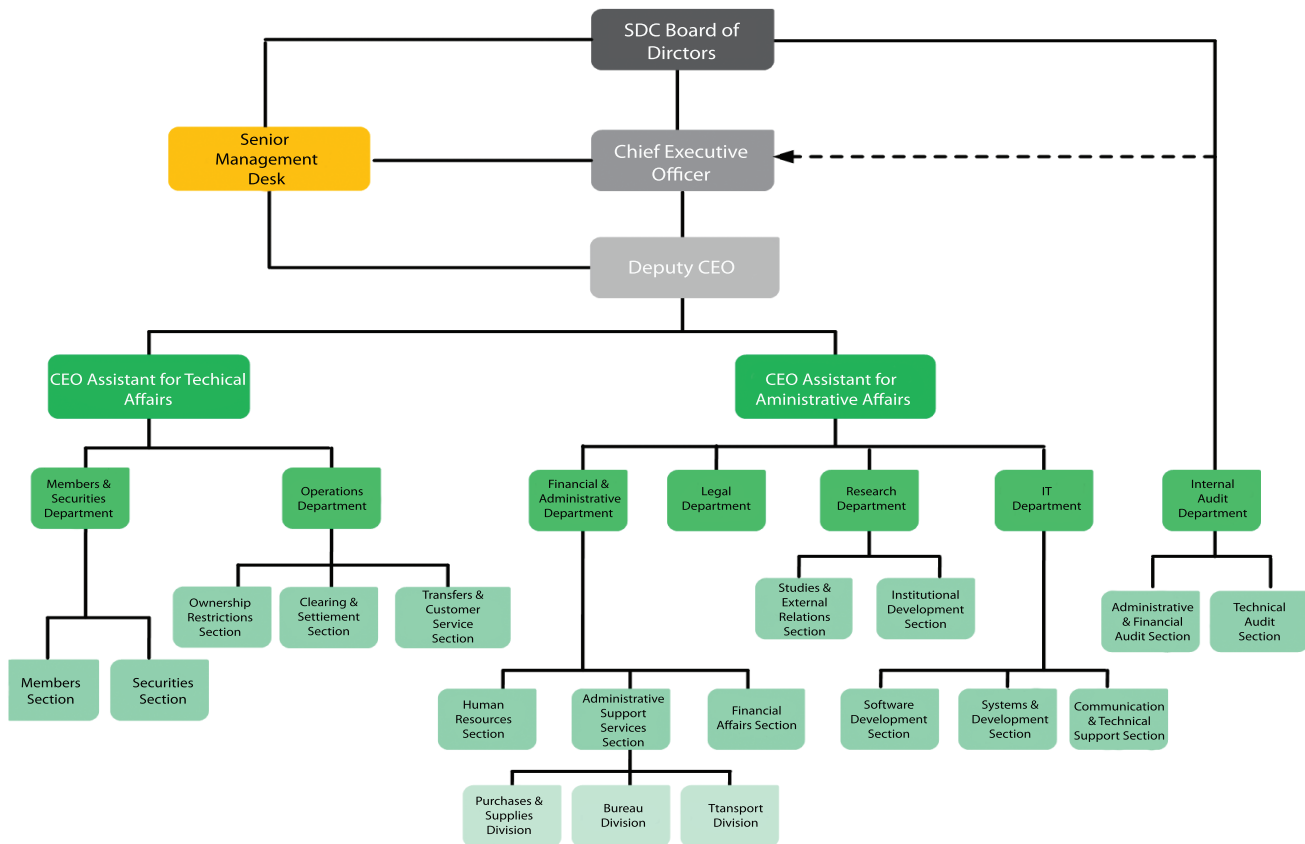 SDC Board of
Dirctors
Senior
Management
Desk
Chief Executive
Officer
Deputy CEO
CEO Assistant for Techical
Affairs
CEO Assistant for
Aministrative Affairs
Members &
Securities
Department
Operations
Department
Financial &
Administrative
Department
Legal
Department
Research
Department
IT
Department
Internal
Audit
Department
Ownership
Restrictions
Section
Clearing &
Settlement
Section
Transfers &
Customer
Service
Section
Studies &
External
Relations
Section
Institutional
Development
Section
Administrative
& Financial
Audit Section
Technical
Audit
Section
Members
Section
Securities
Section
Human
Resources
Section
Administrative
Support
Services
Section
Financial
Affairs Section
Software
Development
Section
Systems &
Development
Section
Communication
& Technical
Support Section
Purchases &
Supplies
Division
Bureau
Division
Ttansport
Division